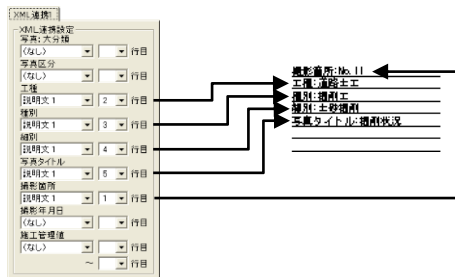 XML連携1
XML連携設定
写真:大分類
(なし) 行目
写真区分
(なし) 行目
工種
説明文1 2 行目
種別
説明文1 3 行目
細別
説明文1 4 行目
写真タイトル
説明文1 5 行目
撮影箇所
説明文1 1 行目
撮影年月日
(なし) 行目
施工管理値
(なし) 行目
~ 行目
撮影箇所:No.11
工種:道路土工
種別:掘削工
細別:土砂掘削
写真タイトル:掘削状況